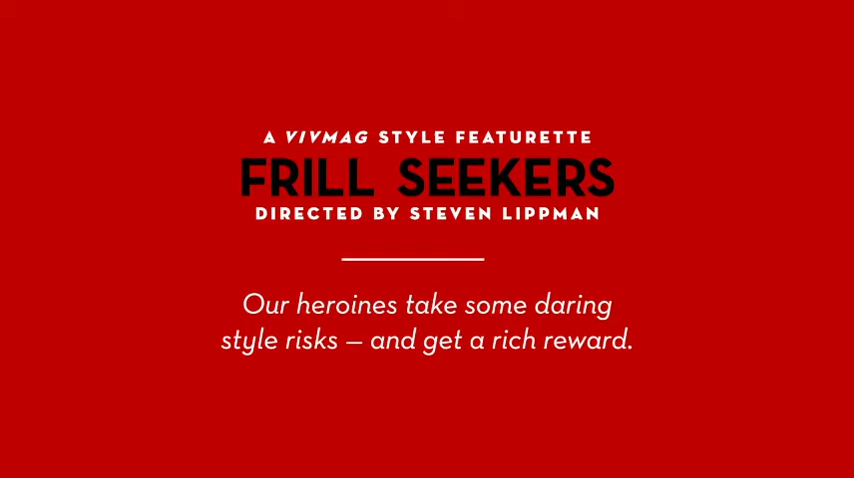 A VIVMAG STYLE FEATURETTE
FRILL SEEKERS
DIRECTED BY STEVEN LIPPMAN
Our heroines take some daring
style risks — and get a rich reward.